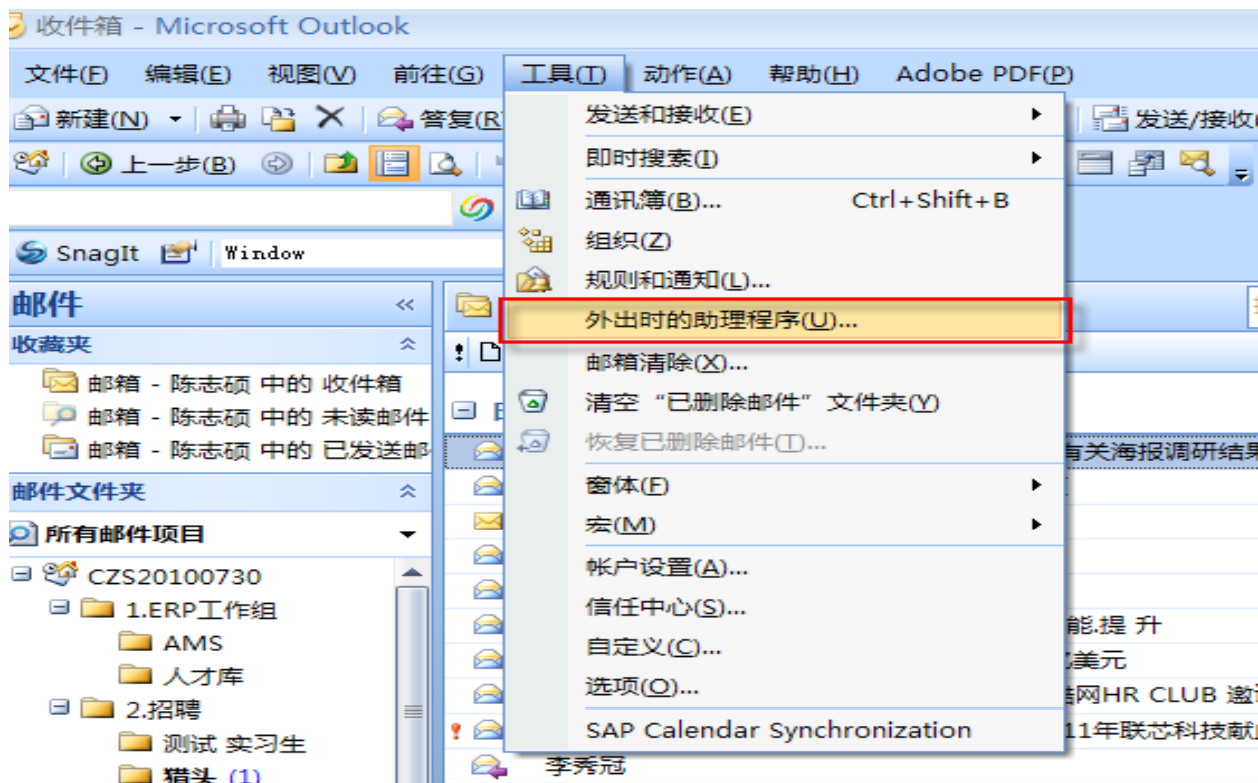 收件箱 - Microsoft Outlook
文件(F) 编辑(E) 视图(V) 前往(G) 工具(T) 动作(A) 帮助(H) Adobe PDF(P)
新建(N) 答复(R 发送/接收
上一步(B)
SnagIt Window
发送和接收(E)
即时搜索(I)
通讯簿(B)... Ctrl+Shift+B
组织(Z)
规则和通知(L)...
外出时的助理程序(U)...
邮箱清除(X)...
清空“已删除邮件”文件夹(Y)
恢复已删除邮件(T)...
窗体(F)
宏(M)
帐户设置(A)...
信任中心(S)...
自定义(C)...
选项(O)...
SAP Calendar Synchronization
邮件
收藏夹
邮箱 - 陈志硕 中的 收件箱
邮箱 - 陈志硕 中的 未读邮件
邮箱 - 陈志硕 中的 已发送邮
邮件文件夹
所有邮件项目
CZS20100730
1.ERP工作组
AMS
人才库
2.招聘
测试 实习生
猎头 (1)
有关海报调研结果
能.提 升
美元
网HR CLUB 邀
11年联芯科技献
李秀冠